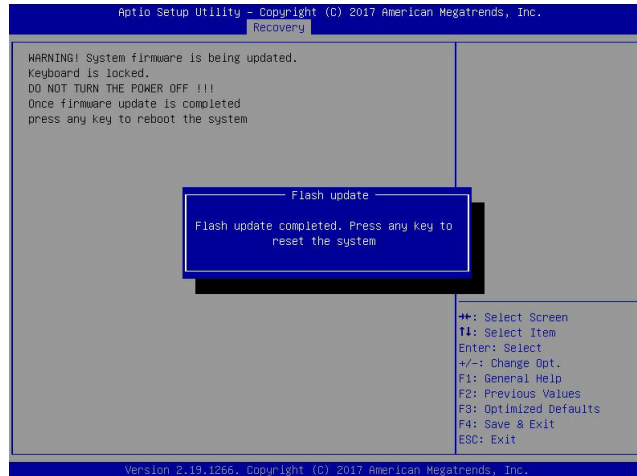 Aptio Setup Utility – Copyright (C) 2017 American Megatrends, Inc.
Recovery
WARNING! System firmware is being updated.
Keyboard is locked.
DO NOT TURN THE POWER OFF !!!
Once firmware update is completed
press any key to reboot the system
Flash update
Flash update completed. Press any key to
reset the system
→←: Select Screen
↑↓: Select Item
Enter: Select
+/-: Change Opt.
F1: General Help
F2: Previous Values
F3: Optimized Defaults
F4: Save & Exit
ESC: Exit
Version 2.19.1266. Copyright (C) 2017 American Megatrends, Inc.